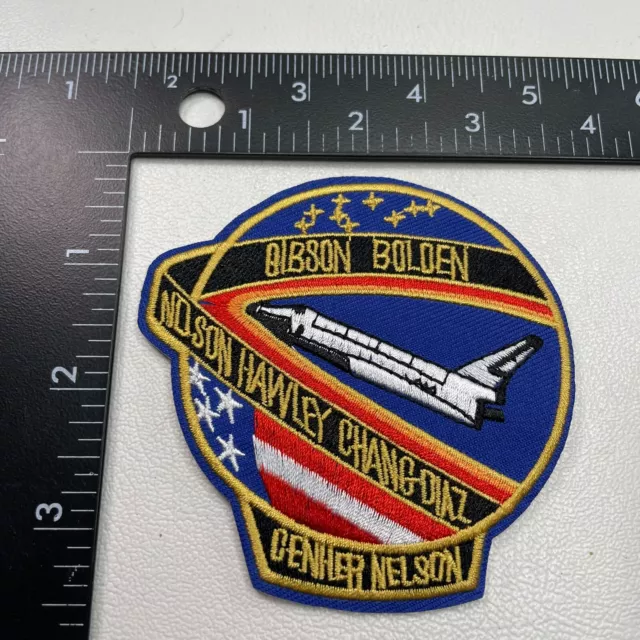 1 2 3 4 5 6
1 2 3 4
GIBSON BOLDEN
NELSON HAWLEY CHANG-DIAZ
CENHER NELSON
1
2
3